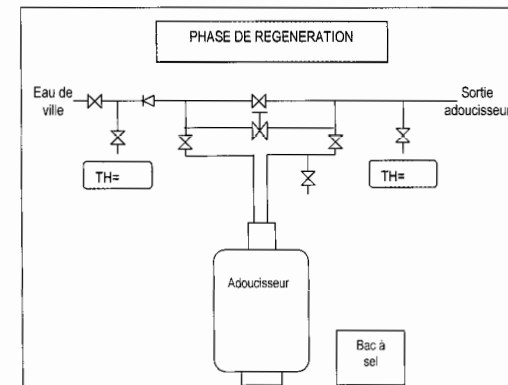 PHASE DE REGENERATION
Eau de
ville
Sortie
adoucisseur
TH=
TH=
Adoucisseur
Bac à
sel